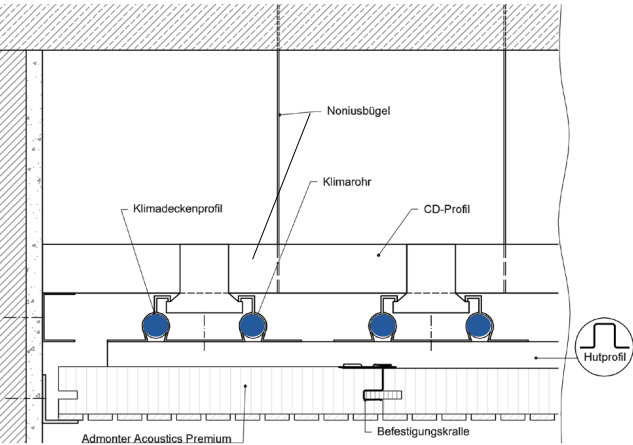 Noniusbügel
Klimarohr
Klimadeckenprofil
CD-Profil
Hutprofil
Befestigungskralle
Admonter Acoustics Premium